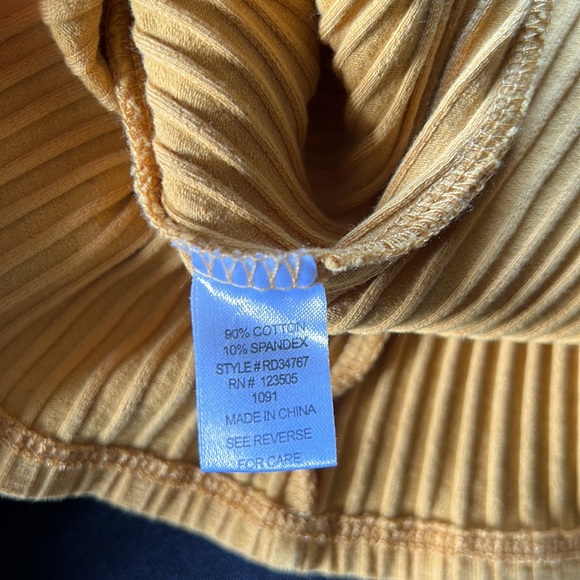 90% COTTON
10% SPANDEX
STYLE#RD34767
RN# 123505
1091
MADE IN CHINA
SEE REVERSE
FOR CARE